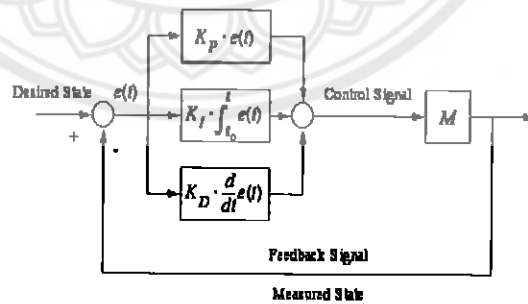 K_P · e(t)
Desired State
e(t)
K_I · ∫_{t_0}^{t} e(t)
Control Signal
M
+
K_D · d/dt e(t)
Feedback Signal
Measured State